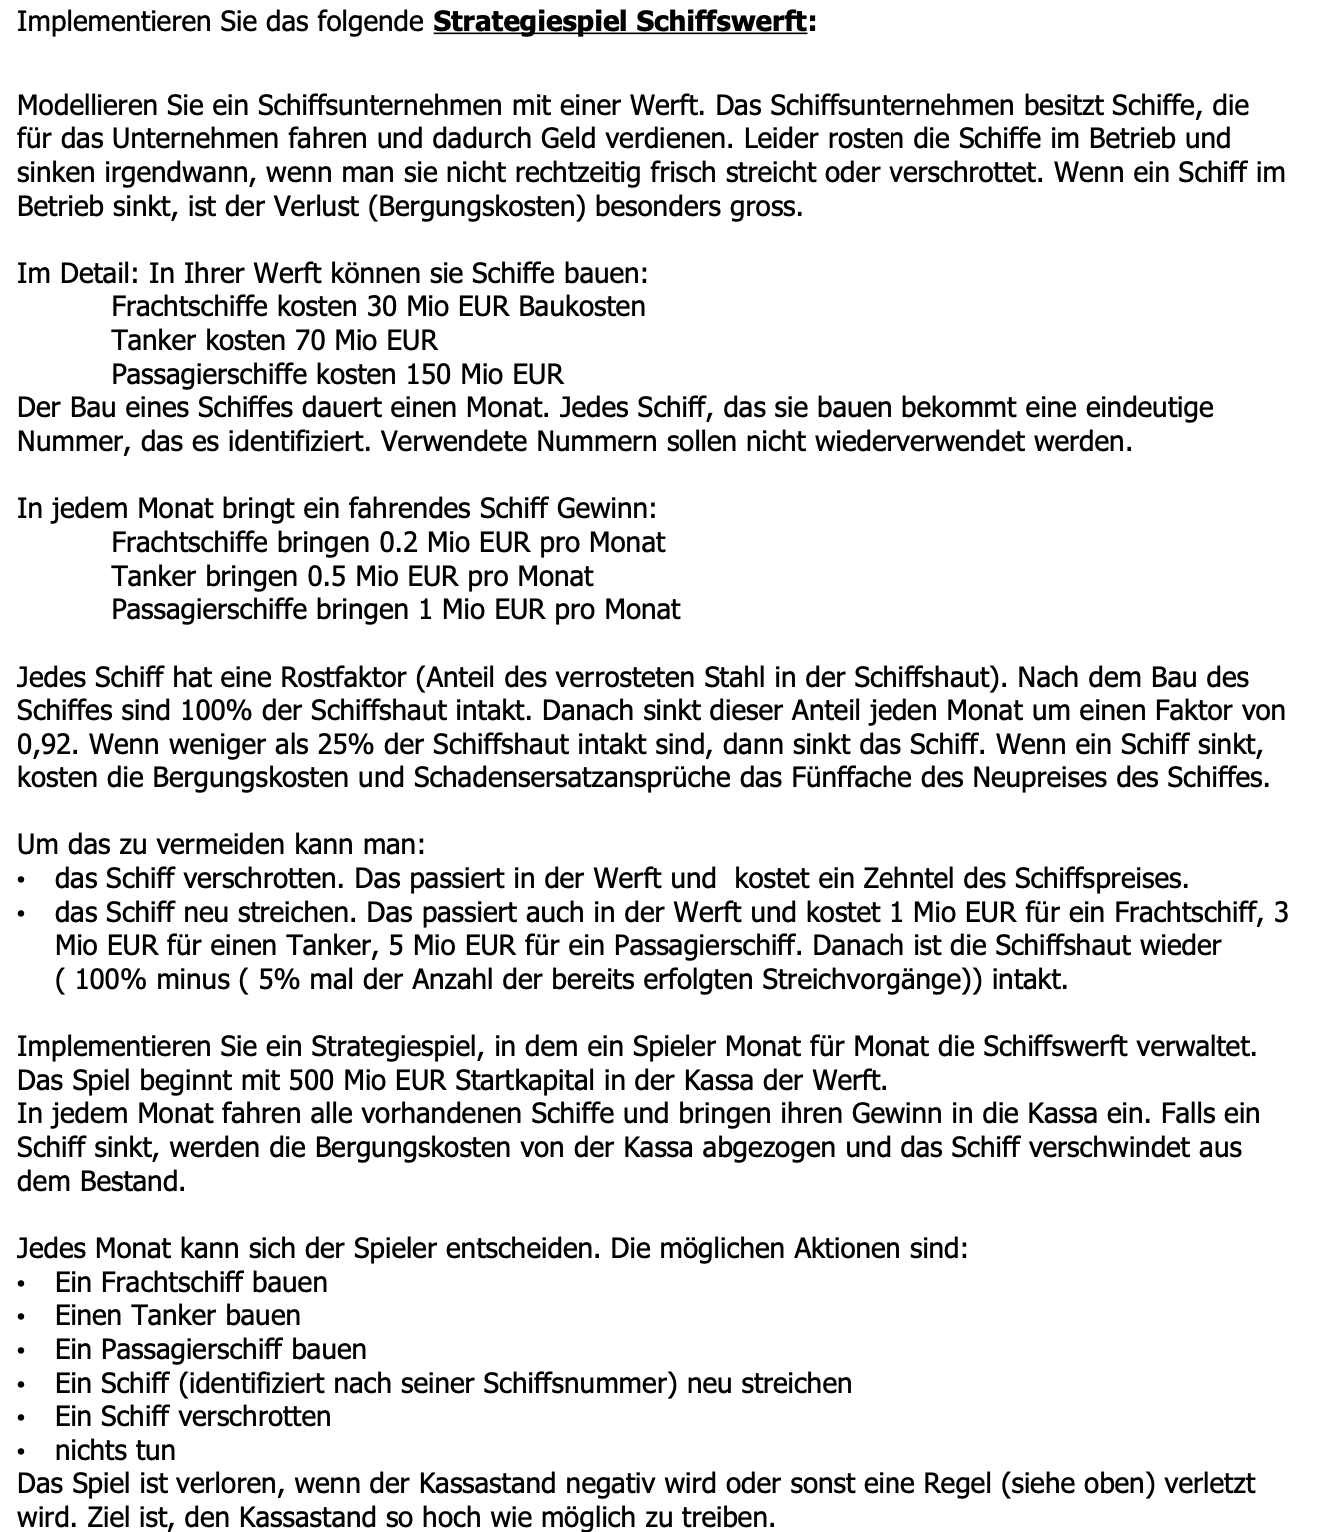 Implementieren Sie das folgende Strategiespiel Schiffswerft:
Modellieren Sie ein Schiffsunternehmen mit einer Werft. Das Schiffsunternehmen besitzt Schiffe, die
für das Unternehmen fahren und dadurch Geld verdienen. Leider rosten die Schiffe im Betrieb und
sinken irgendwann, wenn man sie nicht rechtzeitig frisch streicht oder verschrottet. Wenn ein Schiff im
Betrieb sinkt, ist der Verlust (Bergungskosten) besonders gross.
Im Detail: In Ihrer Werft können sie Schiffe bauen:
Frachtschiffe kosten 30 Mio EUR Baukosten
Tanker kosten 70 Mio EUR
Passagierschiffe kosten 150 Mio EUR
Der Bau eines Schiffes dauert einen Monat. Jedes Schiff, das sie bauen bekommt eine eindeutige
Nummer, das es identifiziert. Verwendete Nummern sollen nicht wiederverwendet werden.
In jedem Monat bringt ein fahrendes Schiff Gewinn:
Frachtschiffe bringen 0.2 Mio EUR pro Monat
Tanker bringen 0.5 Mio EUR pro Monat
Passagierschiffe bringen 1 Mio EUR pro Monat
Jedes Schiff hat eine Rostfaktor (Anteil des verrosteten Stahl in der Schiffshaut). Nach dem Bau des
Schiffes sind 100% der Schiffshaut intakt. Danach sinkt dieser Anteil jeden Monat um einen Faktor von
0,92. Wenn weniger als 25% der Schiffshaut intakt sind, dann sinkt das Schiff. Wenn ein Schiff sinkt,
kosten die Bergungskosten und Schadensersatzansprüche das Fünffache des Neupreises des Schiffes.
Um das zu vermeiden kann man:
• das Schiff verschrotten. Das passiert in der Werft und kostet ein Zehntel des Schiffspreises.
• das Schiff neu streichen. Das passiert auch in der Werft und kostet 1 Mio EUR für ein Frachtschiff, 3
Mio EUR für einen Tanker, 5 Mio EUR für ein Passagierschiff. Danach ist die Schiffshaut wieder
( 100% minus ( 5% mal der Anzahl der bereits erfolgten Streichvorgänge)) intakt.
Implementieren Sie ein Strategiespiel, in dem ein Spieler Monat für Monat die Schiffswerft verwaltet.
Das Spiel beginnt mit 500 Mio EUR Startkapital in der Kassa der Werft.
In jedem Monat fahren alle vorhandenen Schiffe und bringen ihren Gewinn in die Kassa ein. Falls ein
Schiff sinkt, werden die Bergungskosten von der Kassa abgezogen und das Schiff verschwindet aus
dem Bestand.
Jedes Monat kann sich der Spieler entscheiden. Die möglichen Aktionen sind:
• Ein Frachtschiff bauen
• Einen Tanker bauen
• Ein Passagierschiff bauen
• Ein Schiff (identifiziert nach seiner Schiffsnummer) neu streichen
• Ein Schiff verschrotten
• nichts tun
Das Spiel ist verloren, wenn der Kassastand negativ wird oder sonst eine Regel (siehe oben) verletzt
wird. Ziel ist, den Kassastand so hoch wie möglich zu treiben.